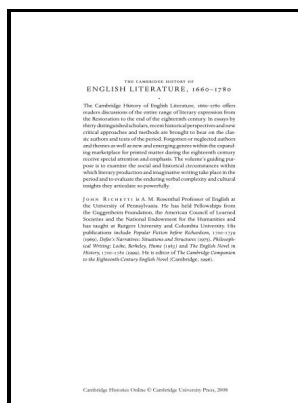 THE CAMBRIDGE HISTORY OF
ENGLISH LITERATURE, 1660–1780
The Cambridge History of English Literature, 1660–1780 offers
readers discussions of the entire range of literary expression from
the Restoration to the end of the eighteenth century. In essays by
thirty distinguished scholars, recent historical perspectives and new
critical approaches and methods are brought to bear on the clas-
sic authors and texts of the period. Forgotten or neglected authors
and themes as well as new and emerging genres within the expand-
ing marketplace for printed matter during the eighteenth century
receive special attention and emphasis. The volume's guiding pur-
pose is to examine the social and historical circumstances within
which literary production and imaginative writing take place in the
period and to evaluate the enduring verbal complexity and cultural
insights they articulate so powerfully.
JOHN RICHETTI is A. M. Rosenthal Professor of English at
the University of Pennsylvania. He has held Fellowships from
the Guggenheim Foundation, the American Council of Learned
Societies and the National Endowment for the Humanities and
has taught at Rutgers University and Columbia University. His
publications include Popular Fiction before Richardson, 1700–1739
(1969), Defoe's Narratives: Situations and Structures (1975), Philosoph-
ical Writing: Locke, Berkeley, Hume (1983) and The English Novel in
History, 1700–1780 (1999). He is editor of The Cambridge Companion
to the Eighteenth-Century English Novel (Cambridge, 1996).
Cambridge Histories Online © Cambridge University Press, 2008